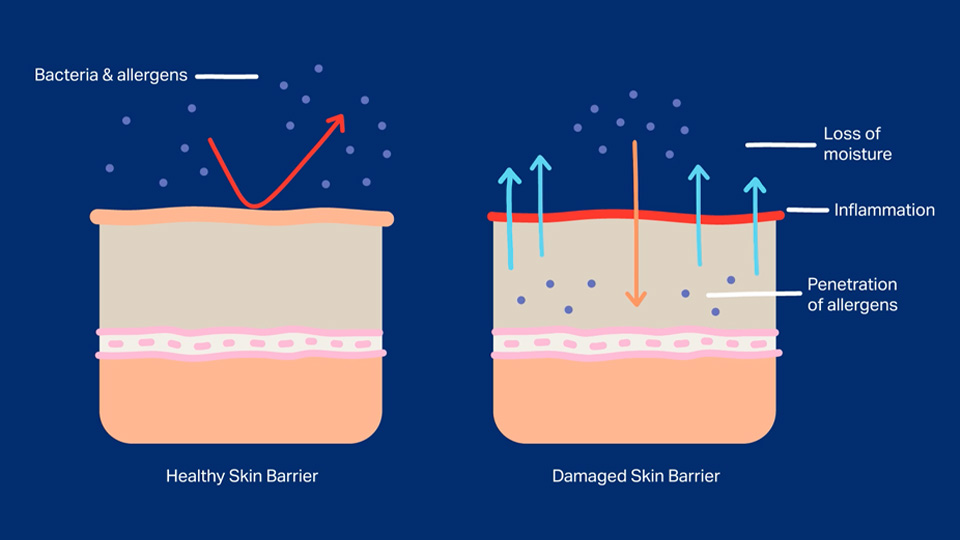 Bacteria & allergens
Loss of
moisture
Inflammation
Penetration
of allergens
Healthy Skin Barrier
Damaged Skin Barrier